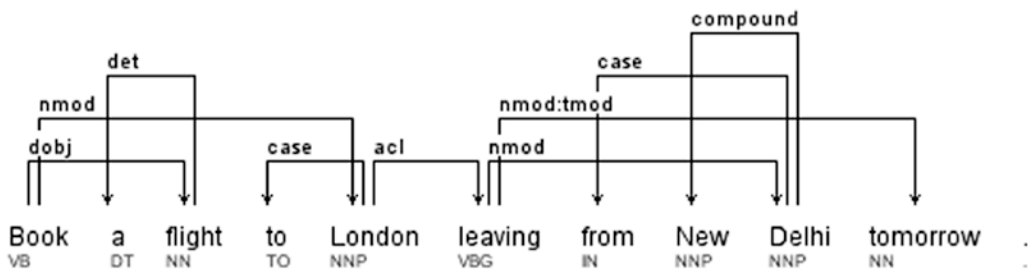 compound
det case
nmod nmod:tmod
dobj case acl nmod
Book a flight to London leaving from New Delhi tomorrow .
VB DT NN TO NNP VBG IN NNP NNP NN .